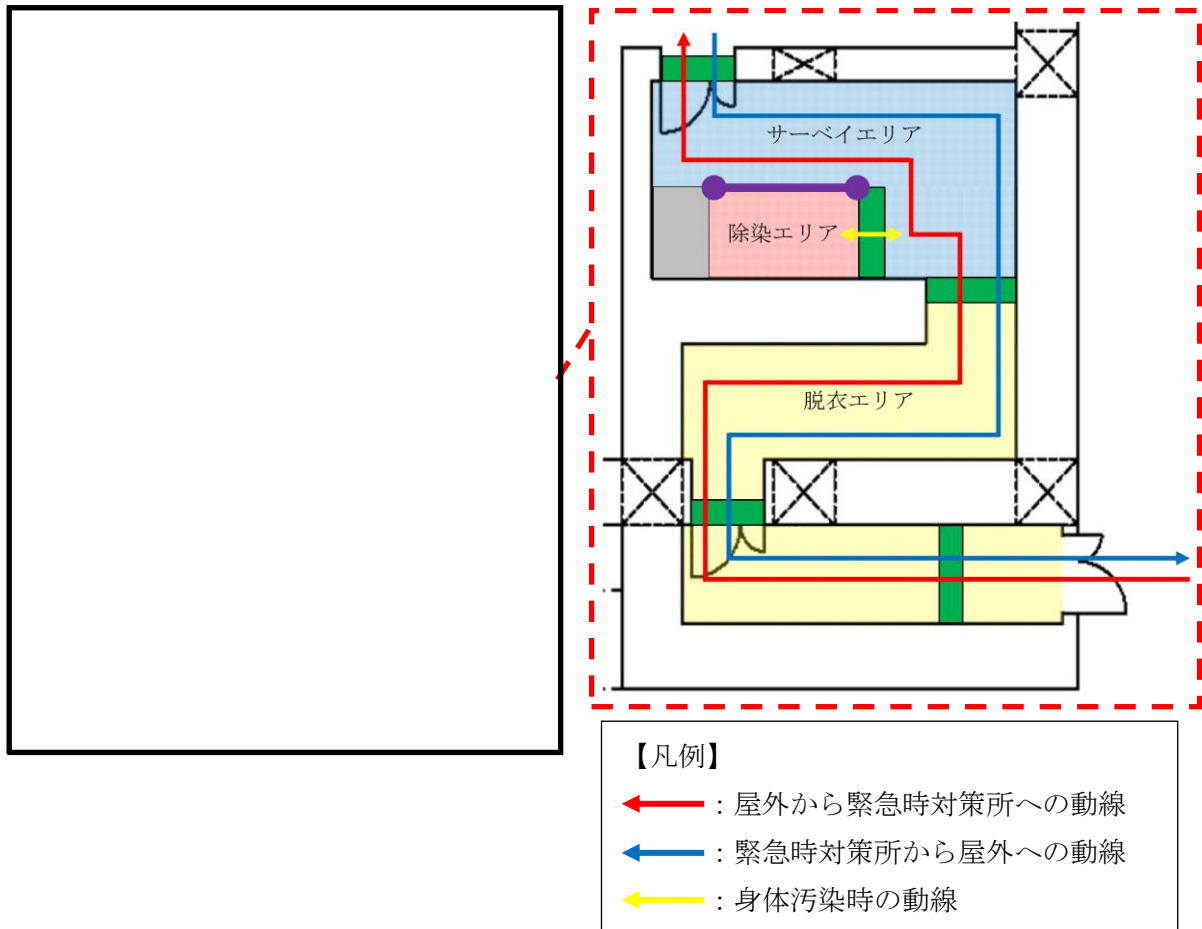 サーベイエリア
除染エリア
脱衣エリア
【凡例】
：屋外から緊急時対策所への動線
：緊急時対策所から屋外への動線
：身体汚染時の動線